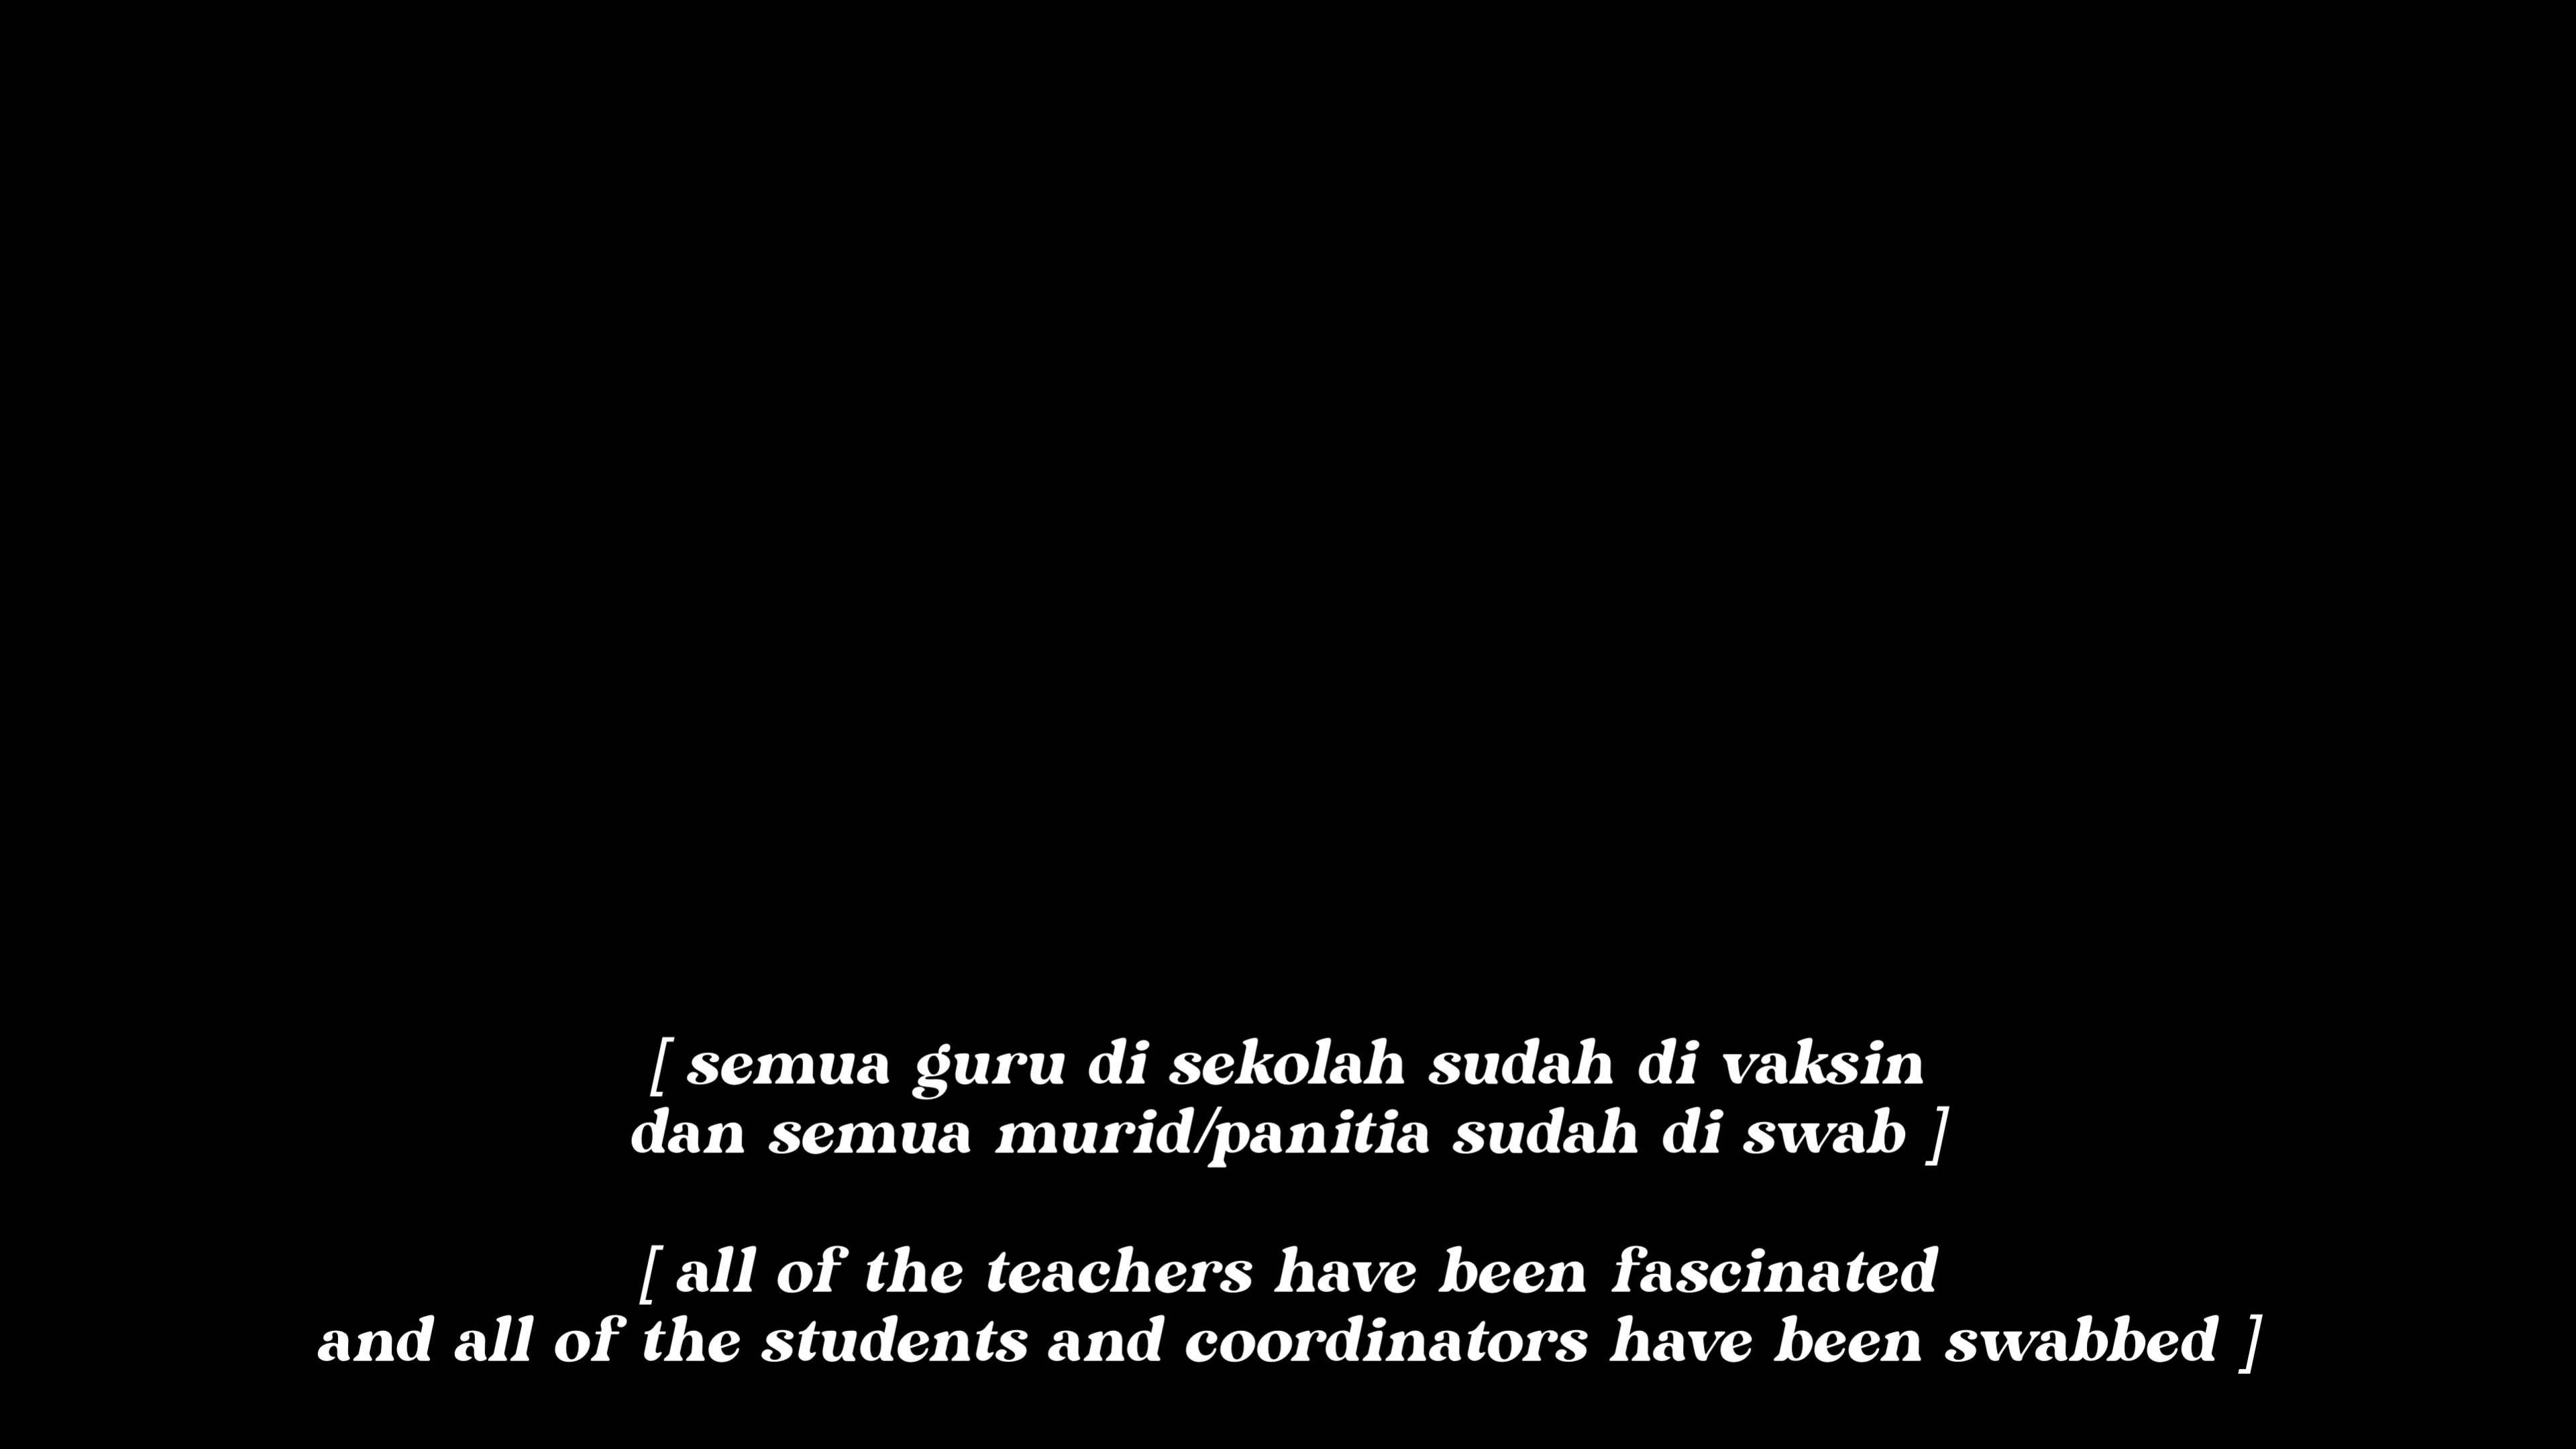 [ semua guru di sekolah sudah di vaksin
dan semua murid/panitia sudah di swab ]
[ all of the teachers have been fascinated
and all of the students and coordinators have been swabbed ]